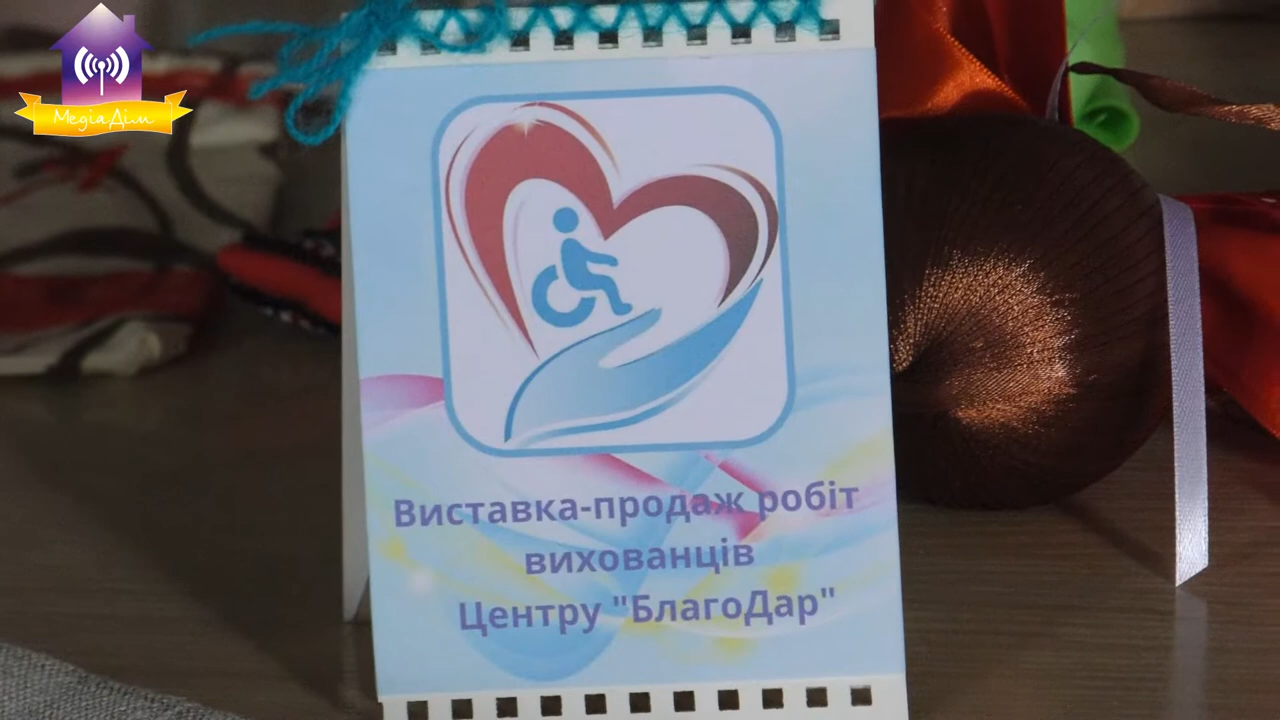 МедіаДім
Виставка-продаж робіт
вихованців
Центру "БлагоДар"